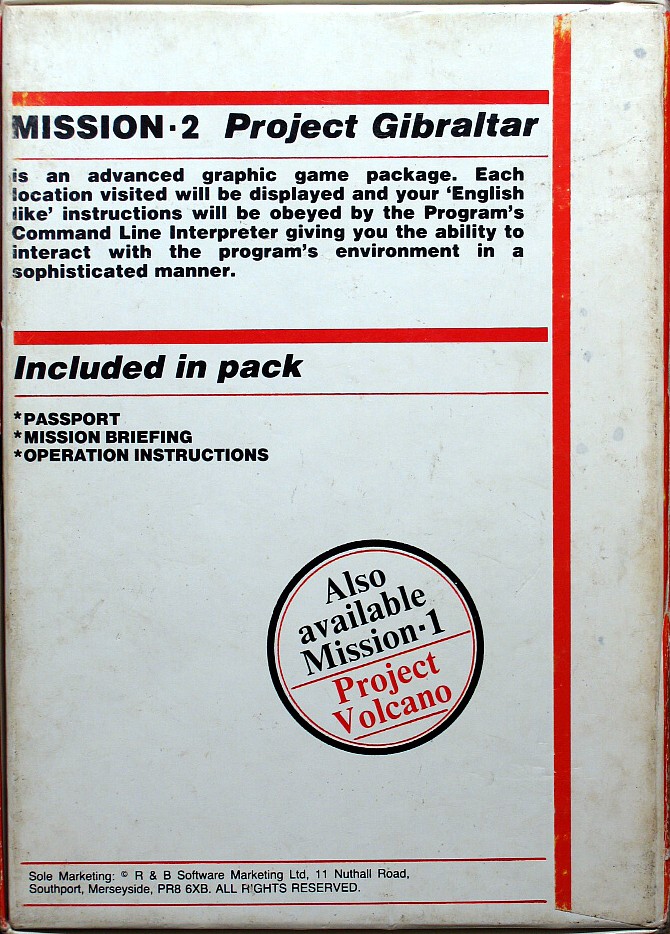 MISSION·2 Project Gibraltar
is an advanced graphic game package. Each
location visited will be displayed and your ‘English
like’ instructions will be obeyed by the Program’s
Command Line Interpreter giving you the ability to
interact with the program’s environment in a
sophisticated manner.
Included in pack
*PASSPORT
*MISSION BRIEFING
*OPERATION INSTRUCTIONS
Also
available
Mission·1
Project
Volcano
Sole Marketing: © R & B Software Marketing Ltd, 11 Nuthall Road,
Southport, Merseyside, PR8 6XB. ALL RIGHTS RESERVED.